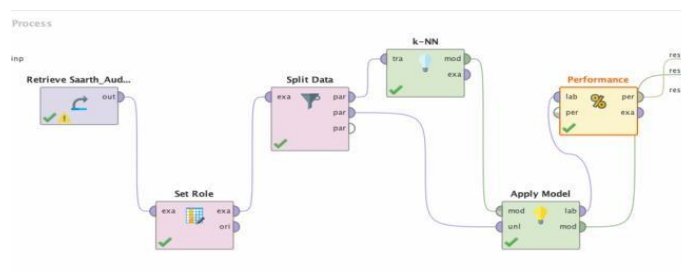 Process
inp
Retrieve Saarth_Aud...
out
Set Role
exa exa
ori
Split Data
exa par
par
par
k-NN
tra mod
exa
Apply Model
mod lab
unl mod
Performance
lab per
per exa
res
res
res